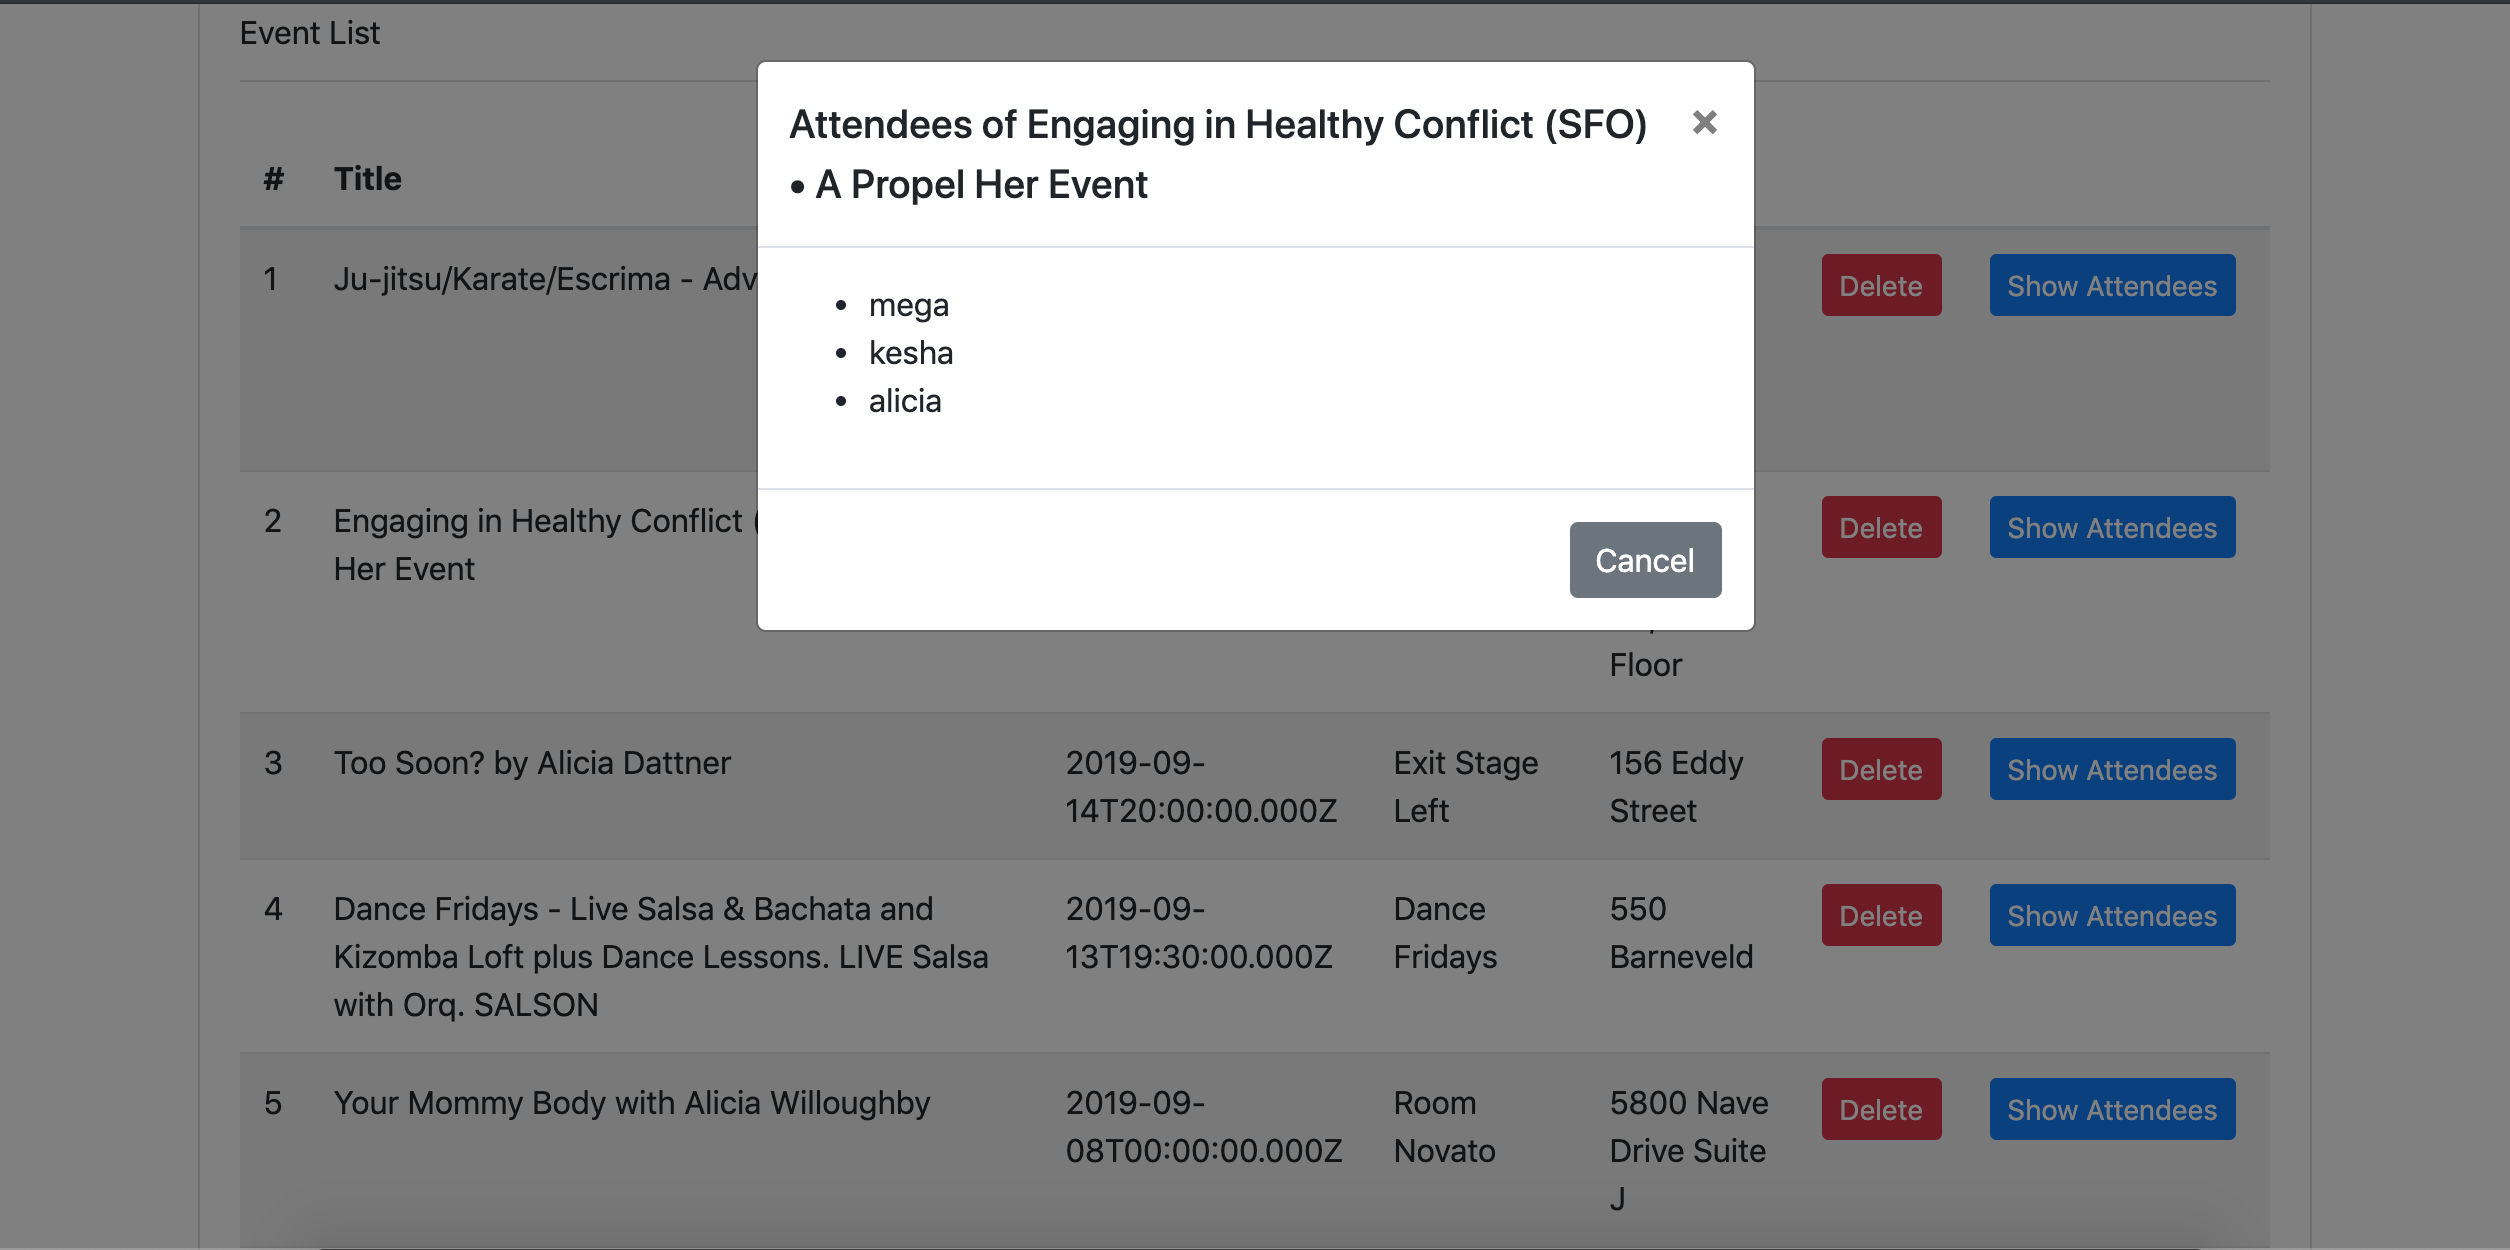 Event List
Attendees of Engaging in Healthy Conflict (SFO)
• A Propel Her Event
×
# Title
mega
kesha
alicia
Cancel
1 Ju-jitsu/Karate/Escrima - Adv
Delete Show Attendees
2 Engaging in Healthy Conflict
Her Event
Floor
Delete Show Attendees
3 Too Soon? by Alicia Dattner 2019-09- Exit Stage 156 Eddy Delete Show Attendees
14T20:00:00.000Z Left Street
4 Dance Fridays - Live Salsa & Bachata and 2019-09- Dance 550 Delete Show Attendees
Kizomba Loft plus Dance Lessons. LIVE Salsa 13T19:30:00.000Z Fridays Barneveld
with Orq. SALSON
5 Your Mommy Body with Alicia Willoughby 2019-09- Room 5800 Nave Delete Show Attendees
08T00:00:00.000Z Novato Drive Suite
J